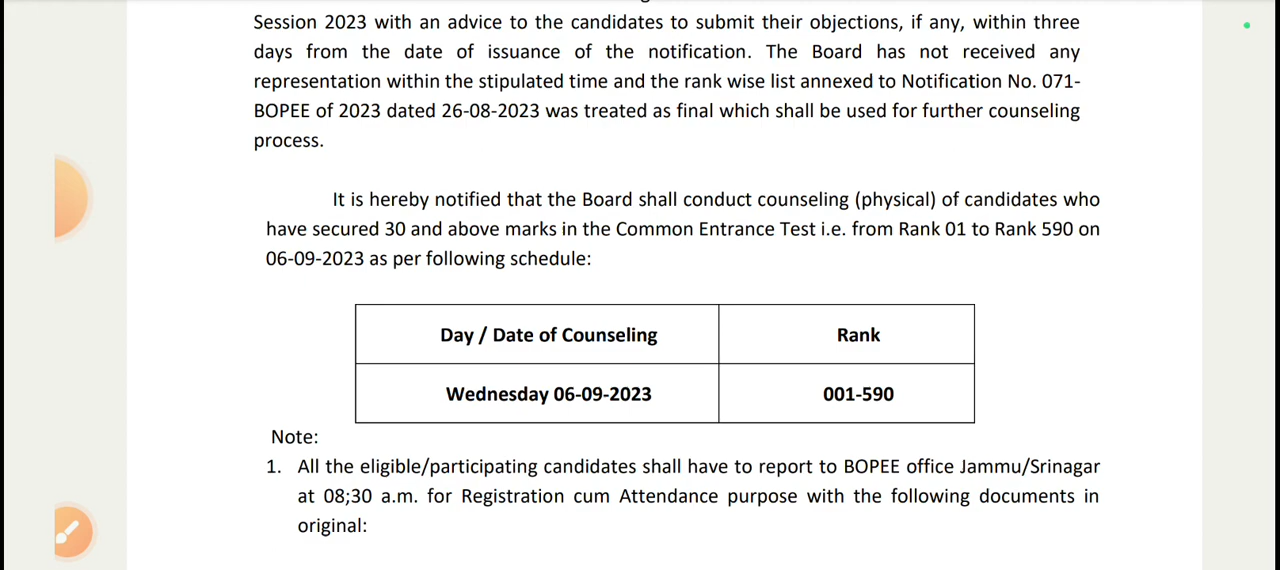 Session 2023 with an advice to the candidates to submit their objections, if any, within three
days from the date of issuance of the notification. The Board has not received any
representation within the stipulated time and the rank wise list annexed to Notification No. 071-
BOPEE of 2023 dated 26-08-2023 was treated as final which shall be used for further counseling
process.
It is hereby notified that the Board shall conduct counseling (physical) of candidates who
have secured 30 and above marks in the Common Entrance Test i.e. from Rank 01 to Rank 590 on
06-09-2023 as per following schedule:
Day / Date of Counseling Rank
Wednesday 06-09-2023 001-590
Note:
1. All the eligible/participating candidates shall have to report to BOPEE office Jammu/Srinagar
at 08;30 a.m. for Registration cum Attendance purpose with the following documents in
original: